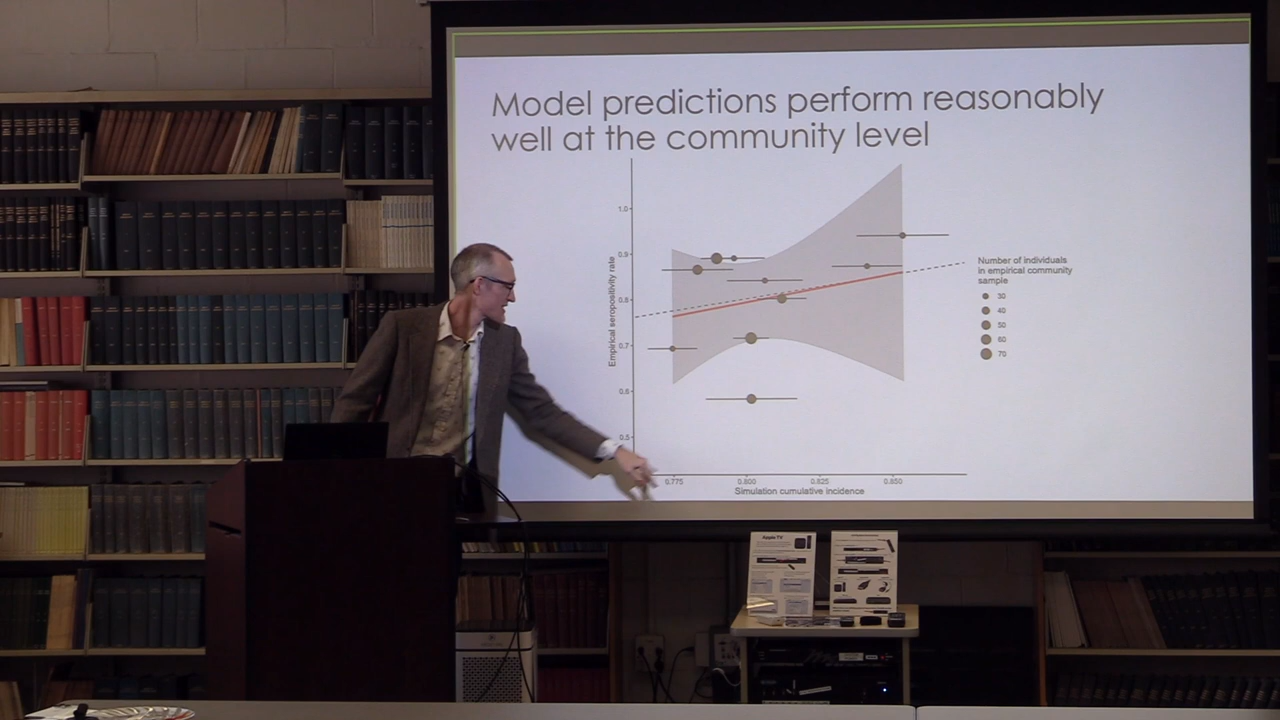 Model predictions perform reasonably
well at the community level
1.0
0.9
0.8
0.7
0.6
0.5
Empirical seropositivity rate
0.775
0.800
0.825
0.850
Simulation cumulative incidence
Number of individuals
in empirical community
sample
30
40
50
60
70
Apple TV